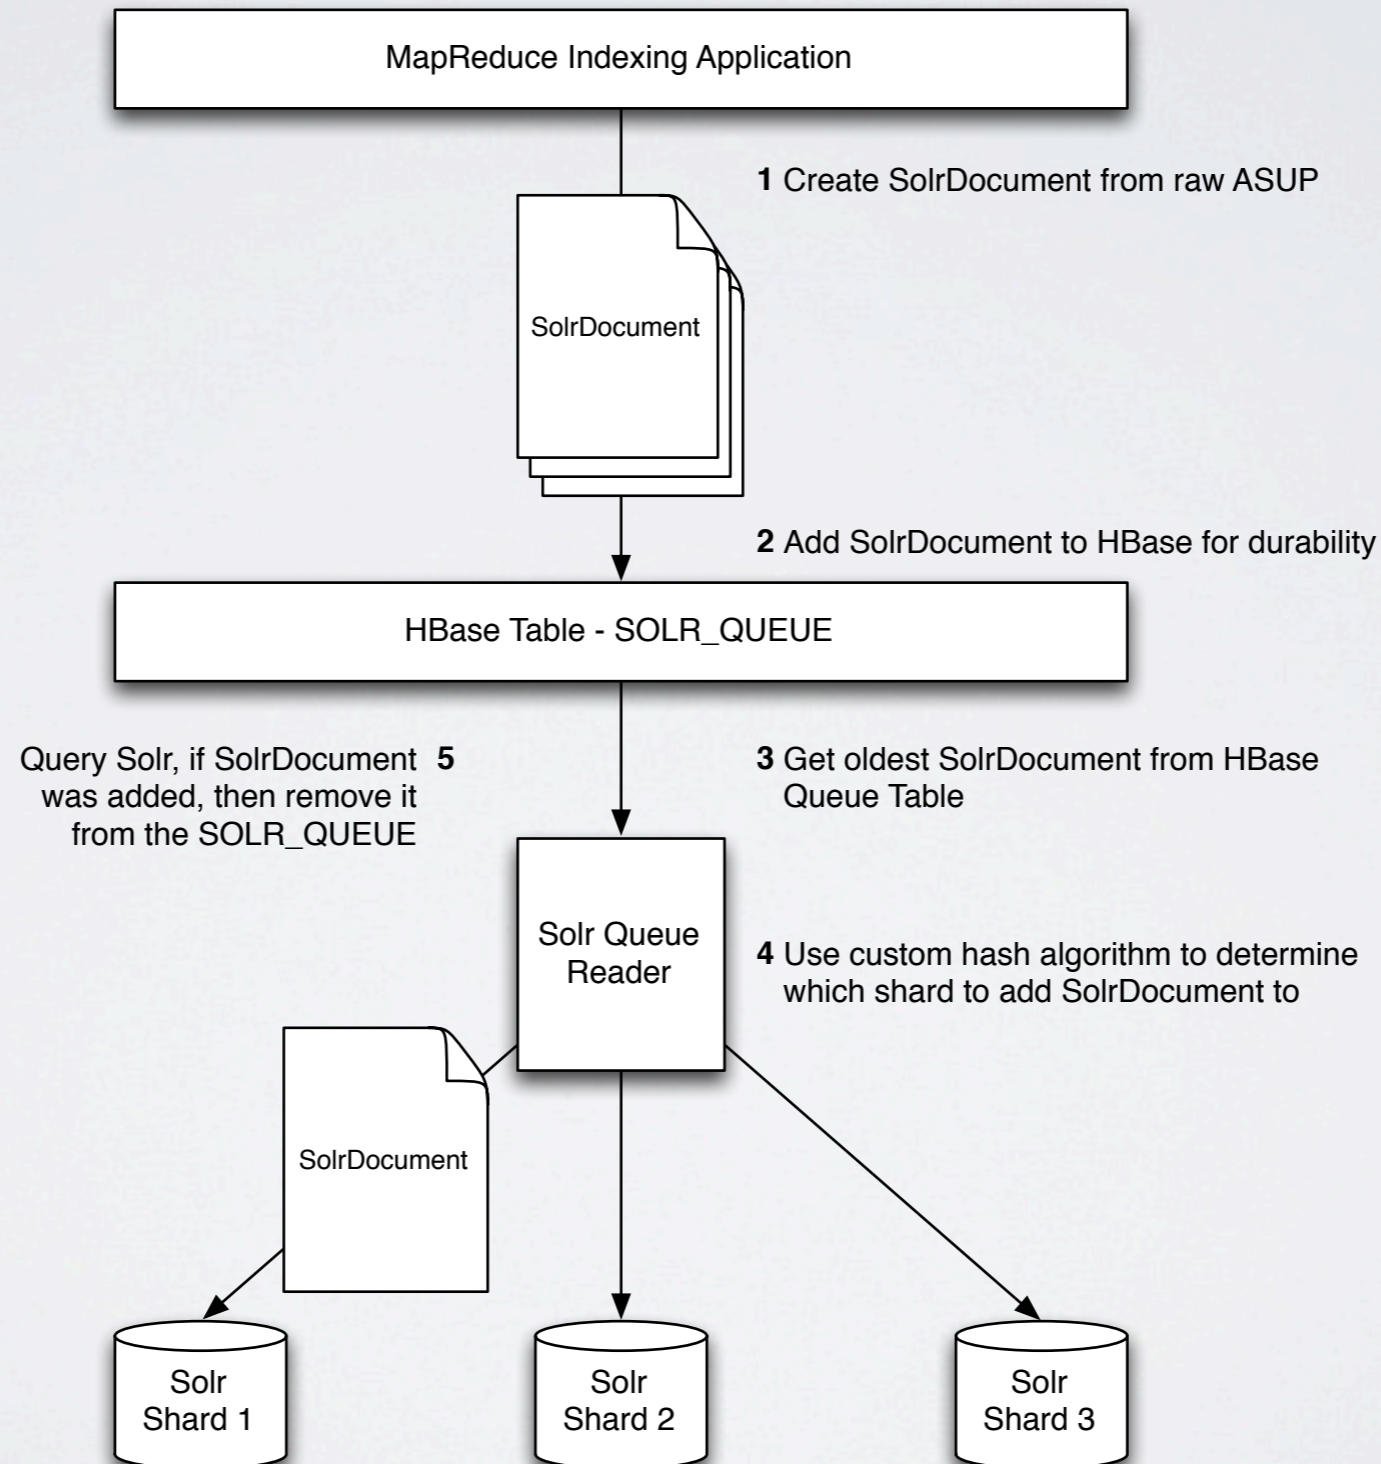 MapReduce Indexing Application
1 Create SolrDocument from raw ASUP
SolrDocument
2 Add SolrDocument to HBase for durability
HBase Table - SOLR_QUEUE
Query Solr, if SolrDocument 5
was added, then remove it
from the SOLR_QUEUE
3 Get oldest SolrDocument from HBase
Queue Table
Solr Queue
Reader
4 Use custom hash algorithm to determine
which shard to add SolrDocument to
SolrDocument
Solr
Shard 1
Solr
Shard 2
Solr
Shard 3